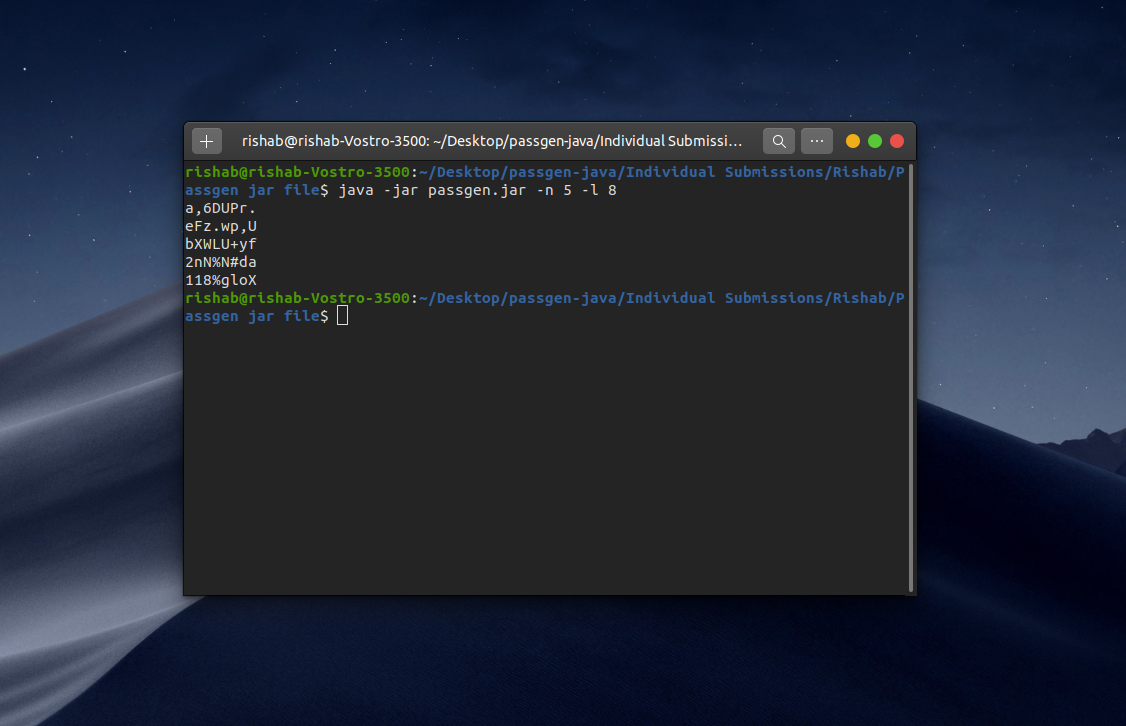 rishab@rishab-Vostro-3500: ~/Desktop/passgen-java/Individual Submissi...
rishab@rishab-Vostro-3500:~/Desktop/passgen-java/Individual Submissions/Rishab/P
assgen jar file$ java -jar passgen.jar -n 5 -l 8
a,6DUPr.
eFz.wp,U
bXWLU+yf
2nN%N#da
118%gloX
rishab@rishab-Vostro-3500:~/Desktop/passgen-java/Individual Submissions/Rishab/P
assgen jar file$